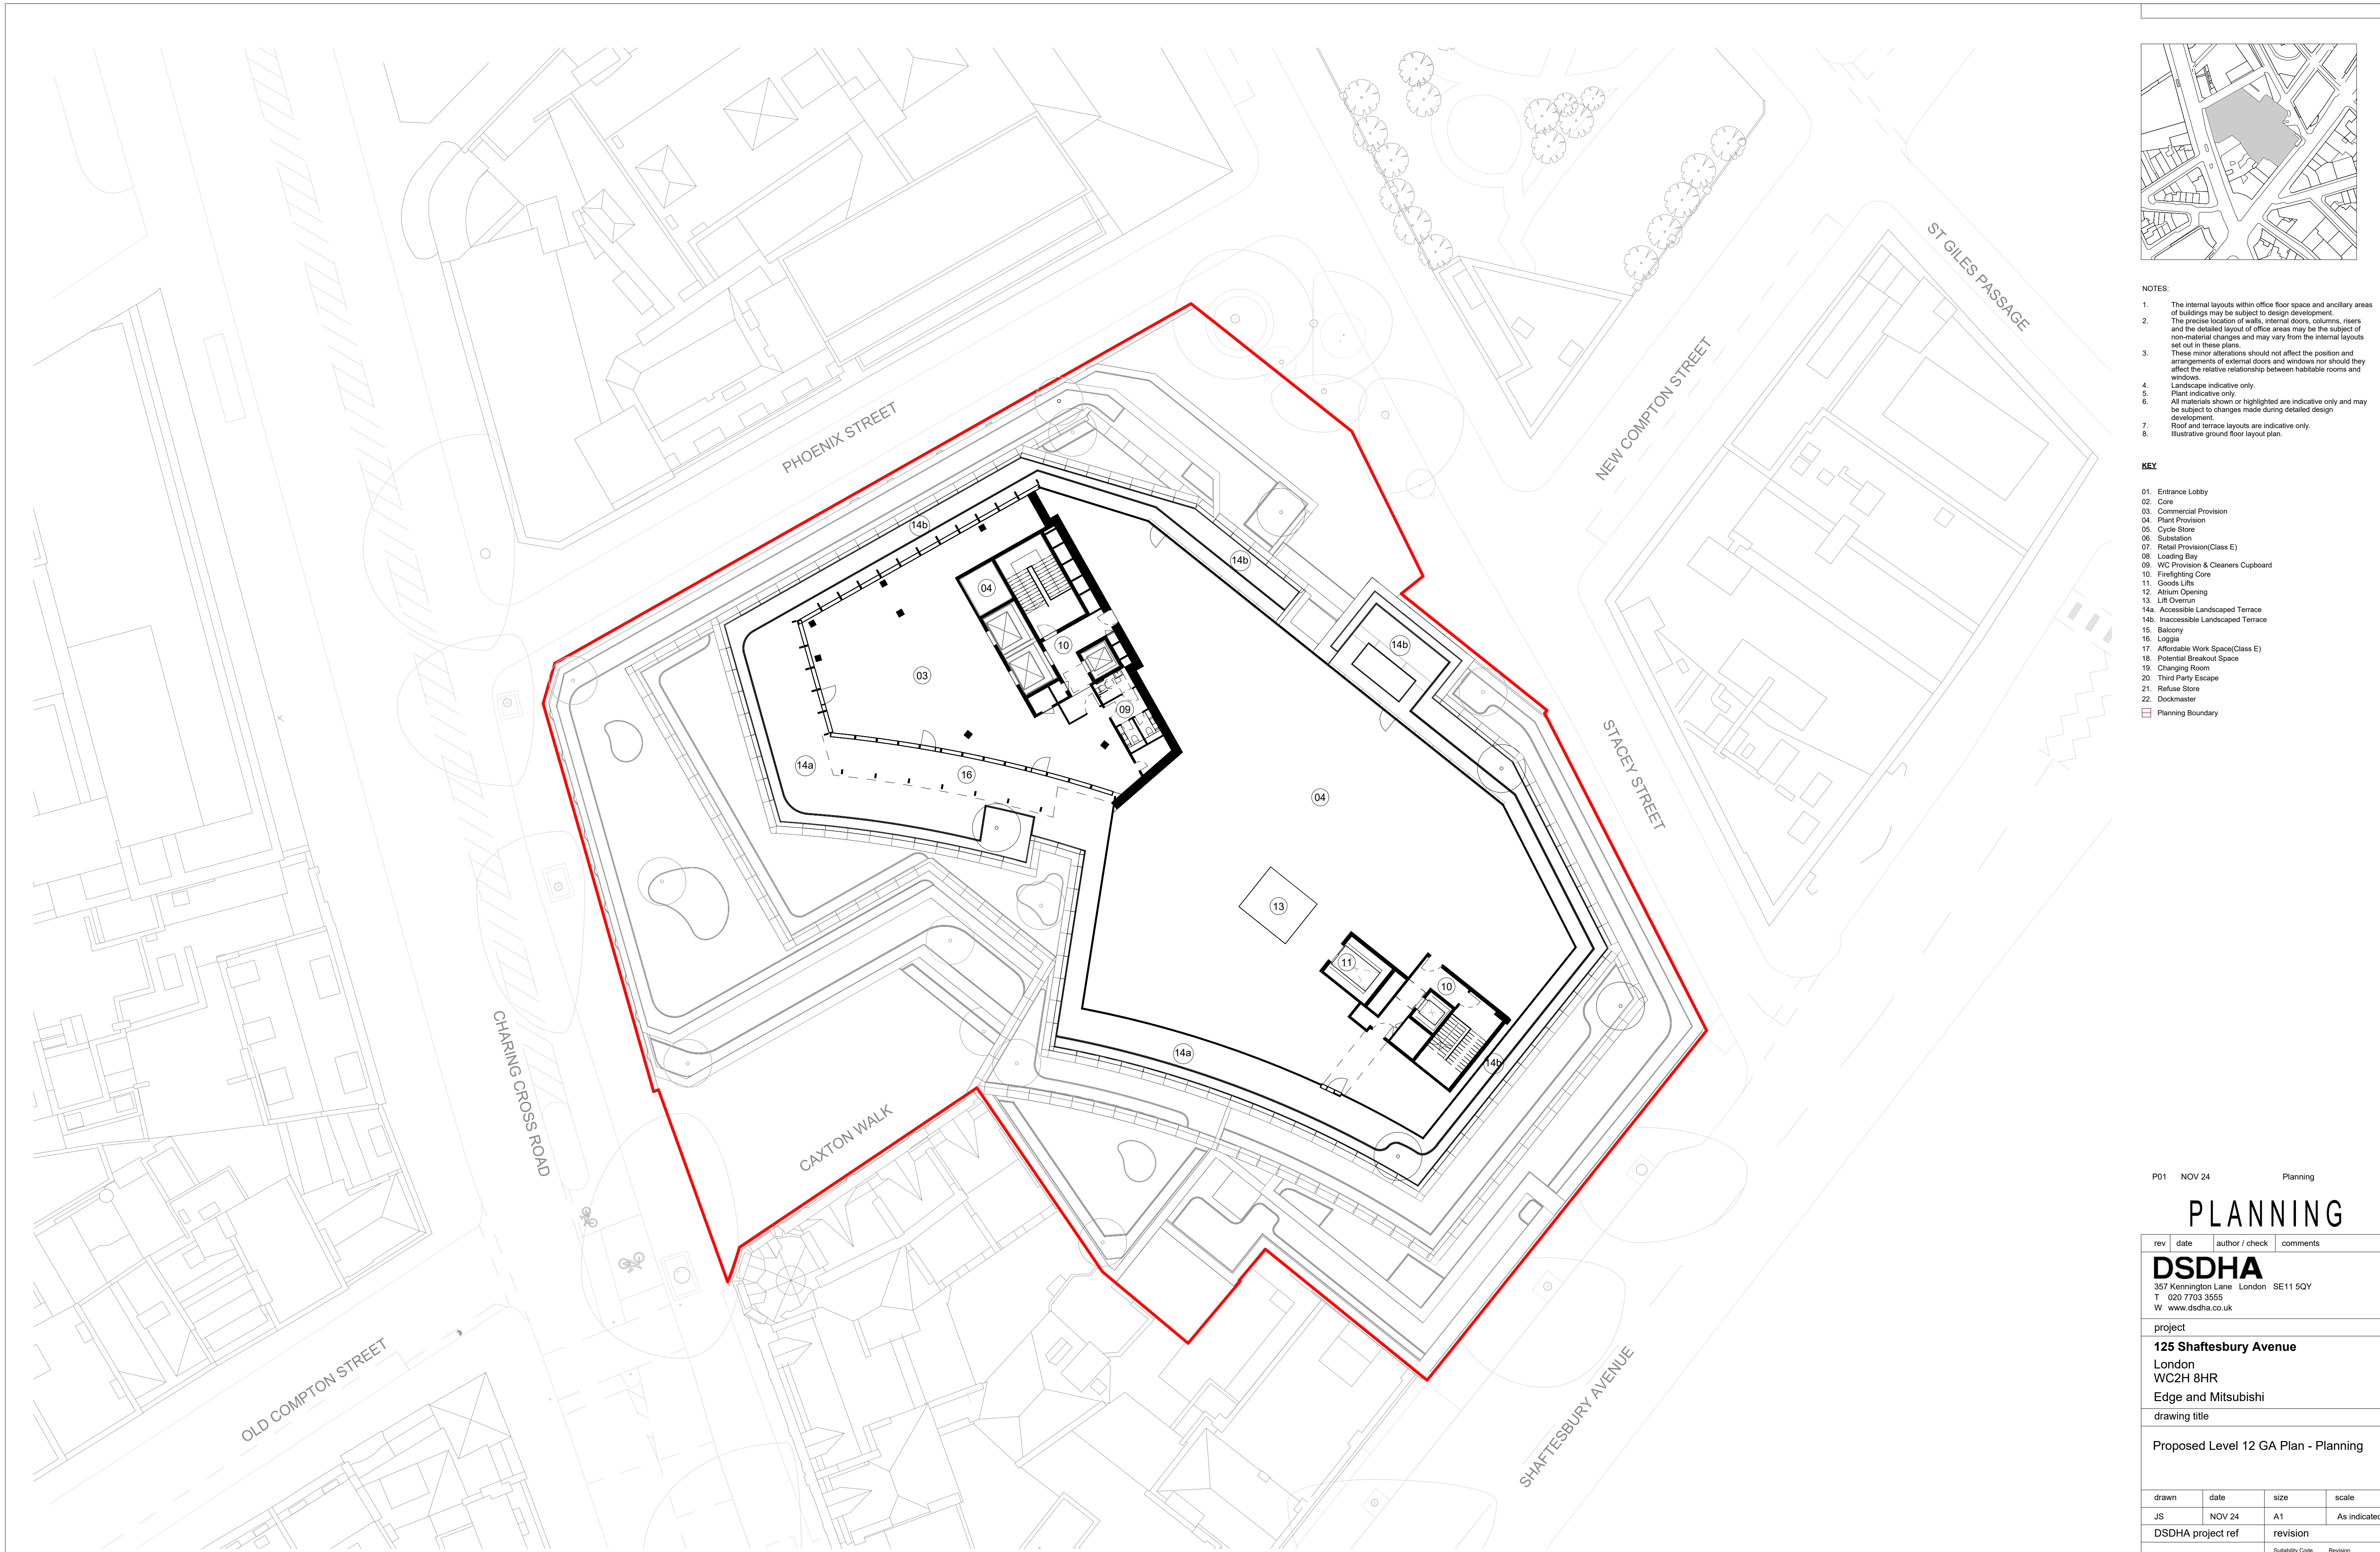 PHOENIX STREET
NEW COMPTON STREET
ST GILES PASSAGE
STACEY STREET
CHARING CROSS ROAD
CAXTON WALK
OLD COMPTON STREET
SHAFTESBURY AVENUE
14b
14b
04
10
03
14b
09
14a
16
04
13
11
10
14a
14b
NOTES:
1. The internal layouts within office floor space and ancillary areas
of buildings may be subject to design development.
2. The precise location of walls, internal doors, columns, risers
and the detailed layout of office areas may be the subject of
non-material changes and may vary from the internal layouts
set out in these plans.
3. These minor alterations should not affect the position and
arrangements of external doors and windows nor should they
affect the relative relationship between habitable rooms and
windows.
4. Landscape indicative only.
5. Plant indicative only.
6. All materials shown or highlighted are indicative only and may
be subject to changes made during detailed design
development.
7. Roof and terrace layouts are indicative only.
8. Illustrative ground floor layout plan.
KEY
01. Entrance Lobby
02. Core
03. Commercial Provision
04. Plant Provision
05. Cycle Store
06. Substation
07. Retail Provision(Class E)
08. Loading Bay
09. WC Provision & Cleaners Cupboard
10. Firefighting Core
11. Goods Lifts
12. Atrium Opening
13. Lift Overrun
14a. Accessible Landscaped Terrace
14b. Inaccessible Landscaped Terrace
15. Balcony
16. Loggia
17. Affordable Work Space(Class E)
18. Potential Breakout Space
19. Changing Room
20. Third Party Escape
21. Refuse Store
22. Dockmaster
Planning Boundary
P01 NOV 24 Planning
PLANNING
rev date author / check comments
DSDHA
357 Kennington Lane London SE11 5QY
T 020 7703 3555
W www.dsdha.co.uk
project
125 Shaftesbury Avenue
London
WC2H 8HR
Edge and Mitsubishi
drawing title
Proposed Level 12 GA Plan - Planning
drawn date size scale
JS NOV 24 A1 As indicated
DSDHA project ref revision
Suitability Code Revision